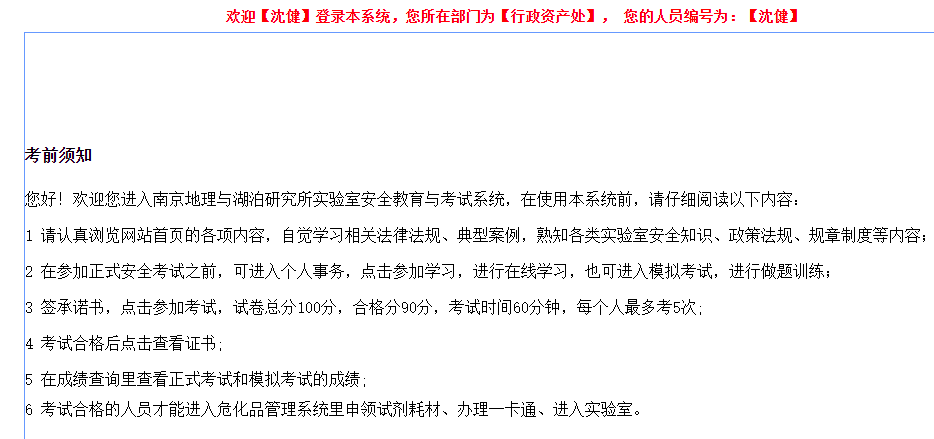 欢迎【沈健】登录本系统，您所在部门为【行政资产处】， 您的人员编号为：【沈健】
考前须知
您好！欢迎您进入南京地理与湖泊研究所实验室安全教育与考试系统，在使用本系统前，请仔细阅读以下内容：
1 请认真浏览网站首页的各项内容，自觉学习相关法律法规、典型案例，熟知各类实验室安全知识、政策法规、规章制度等内容；
2 在参加正式安全考试之前，可进入个人事务，点击参加学习，进行在线学习，也可进入模拟考试，进行做题训练；
3 签承诺书，点击参加考试，试卷总分100分，合格分90分，考试时间60分钟，每个人最多考5次;
4 考试合格后点击查看证书;
5 在成绩查询里查看正式考试和模拟考试的成绩;
6 考试合格的人员才能进入危化品管理系统里申领试剂耗材、办理一卡通、进入实验室。